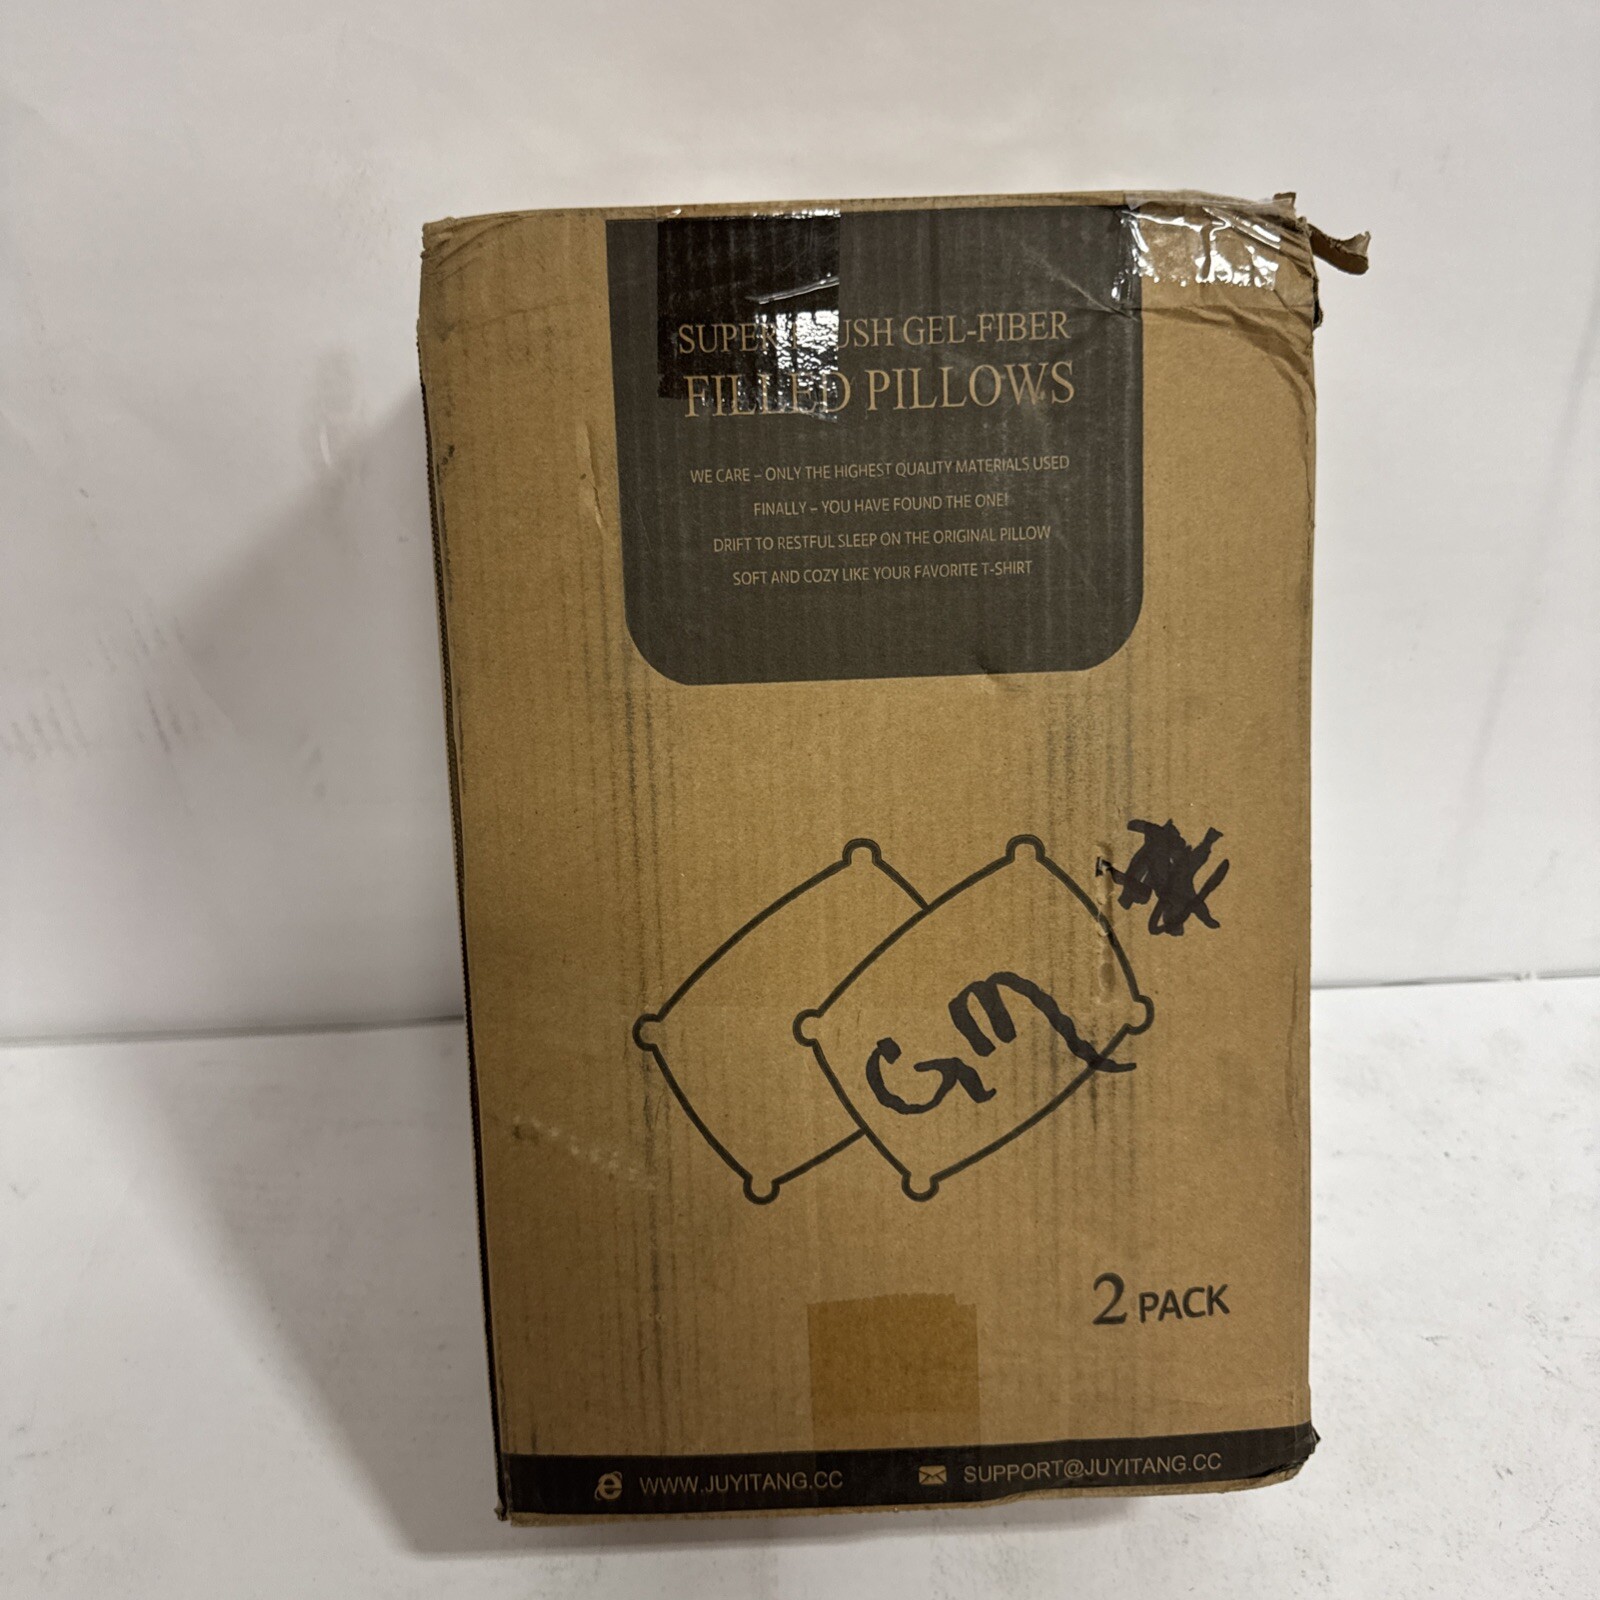 SUPER PLUSH GEL-FIBER
FILLED PILLOWS
WE CARE – ONLY THE HIGHEST QUALITY MATERIALS USED
FINALLY – YOU HAVE FOUND THE ONE!
DRIFT TO RESTFUL SLEEP ON THE ORIGINAL PILLOW
SOFT AND COZY LIKE YOUR FAVORITE T-SHIRT
Gm
2 PACK
WWW.JUYITANG.CC SUPPORT@JUYITANG.CC